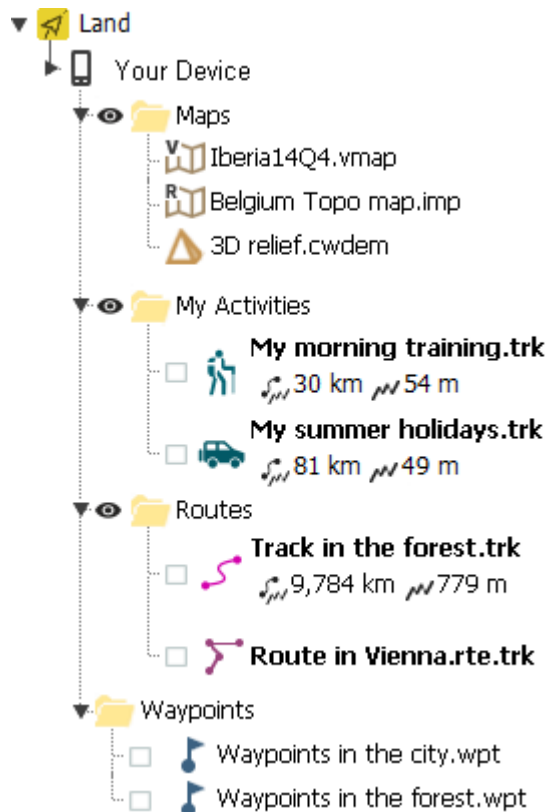 Land
Your Device
Maps
V Iberia14Q4.vmap
R Belgium Topo map.imp
3D relief.cwdem
My Activities
My morning training.trk
30 km 54 m
My summer holidays.trk
81 km 49 m
Routes
Track in the forest.trk
9,784 km 779 m
Route in Vienna.rte.trk
Waypoints
Waypoints in the city.wpt
Waypoints in the forest.wpt